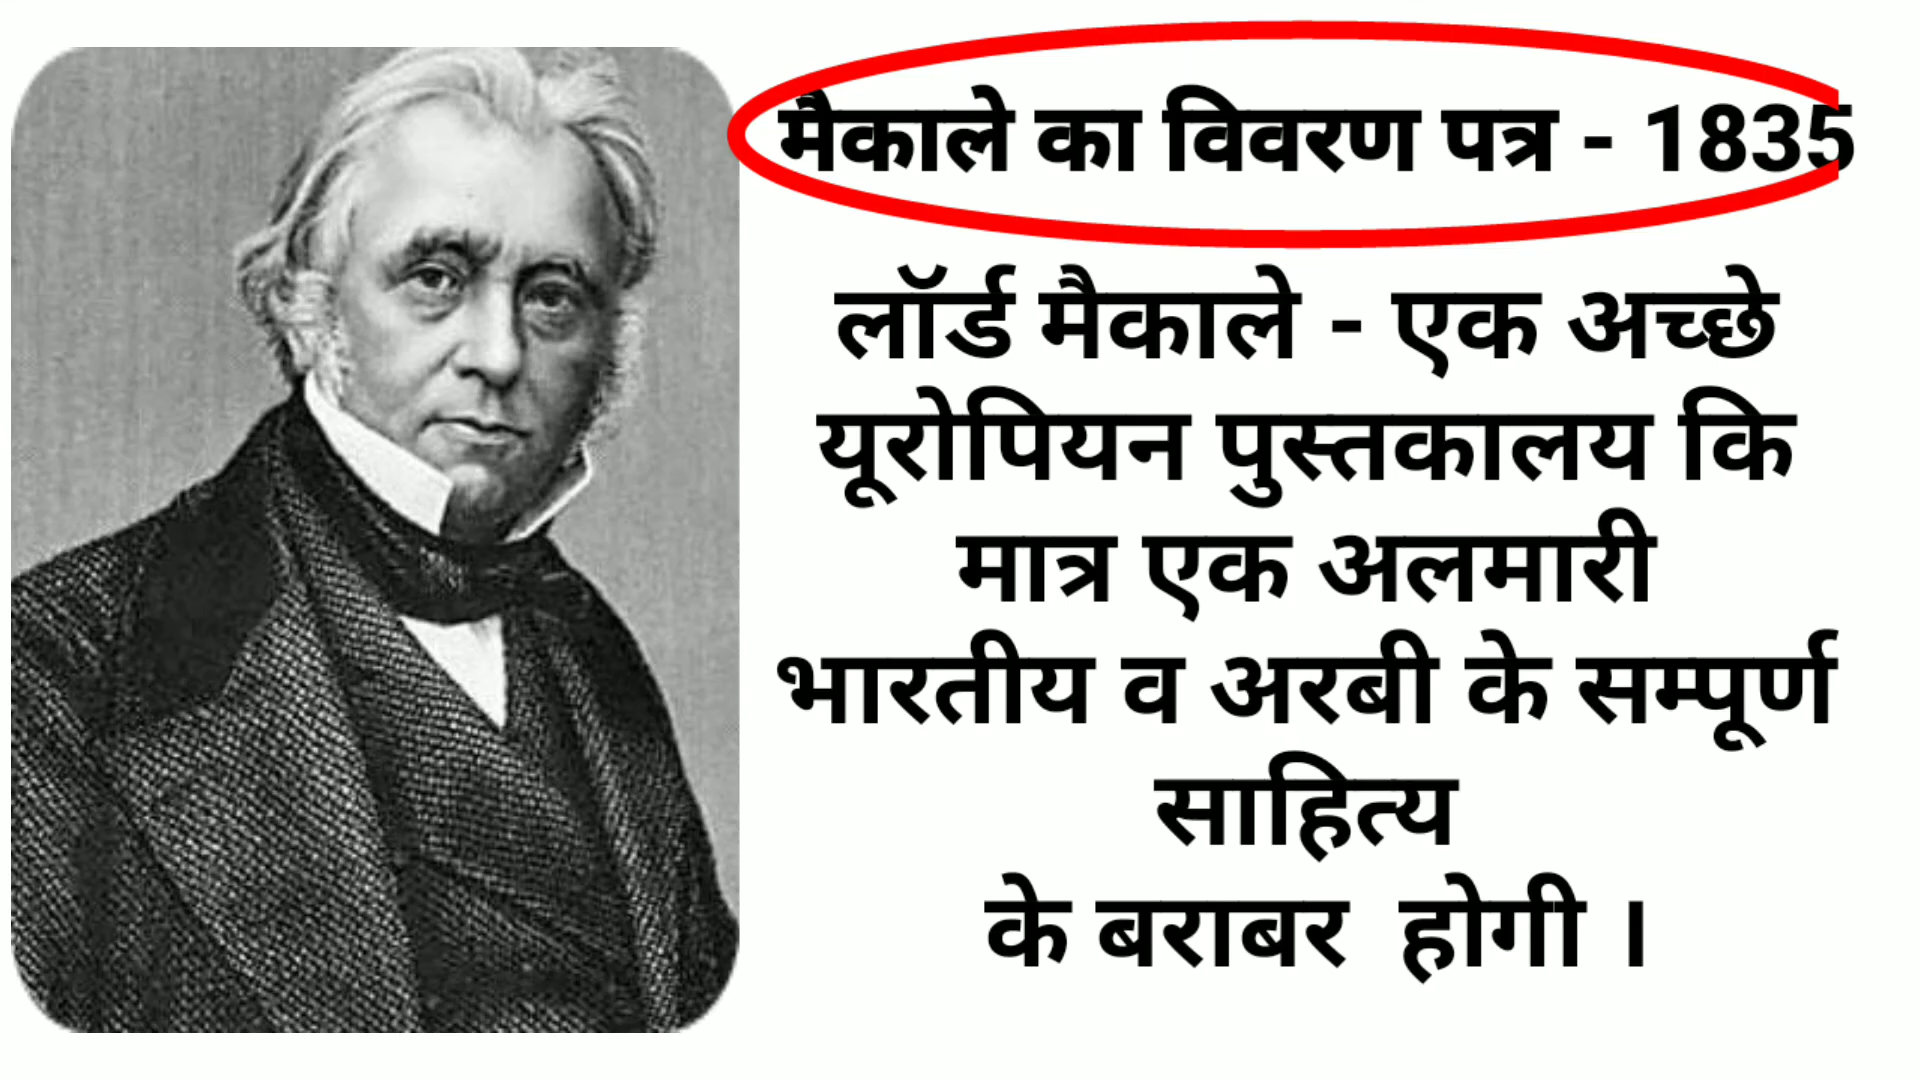 मैकाले का विवरण पत्र - 1835
लॉर्ड मैकाले - एक अच्छे
यूरोपियन पुस्तकालय कि
मात्र एक अलमारी
भारतीय व अरबी के सम्पूर्ण
साहित्य
के बराबर होगी ।